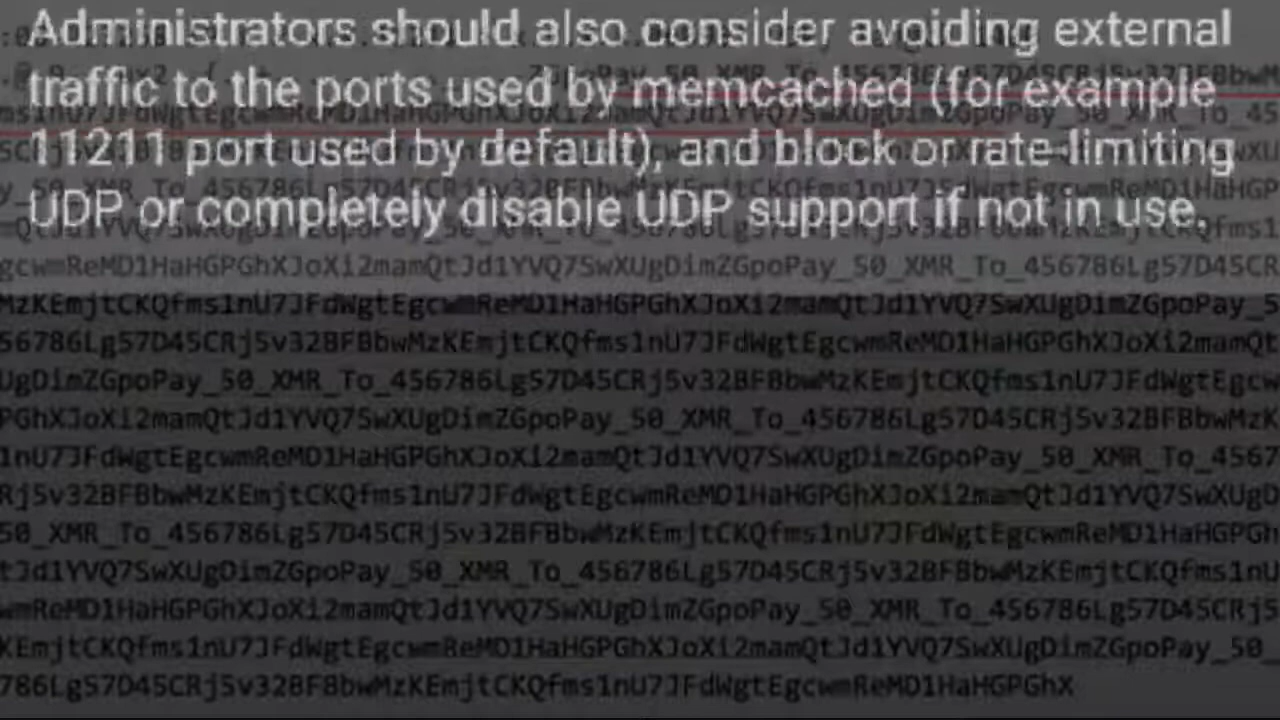 Administrators should also consider avoiding external
traffic to the ports used by memcached (for example
11211 port used by default), and block or rate-limiting
UDP or completely disable UDP support if not in use.
gcwmReMD1HaHGPGhXJoXi2mamQtJd1YVQ7SwXUgDimZGpoPay_50_XMR_To_456786Lg57D45CR
MzKEmjtCKQfms1nU7JFdWgtEgcwmReMD1HaHGPGhXJoXi2mamQtJd1YVQ7SwXUgDimZGpoPay_5
56786Lg57D45CRj5v32BFBbwMzKEmjtCKQfms1nU7JFdWgtEgcwmReMD1HaHGPGhXJoXi2mamQt
UgDimZGpoPay_50_XMR_To_456786Lg57D45CRj5v32BFBbwMzKEmjtCKQfms1nU7JFdWgtEgcw
PGhXJoXi2mamQtJd1YVQ7SwXUgDimZGpoPay_50_XMR_To_456786Lg57D45CRj5v32BFBbwMzK
1nU7JFdWgtEgcwmReMD1HaHGPGhXJoXi2mamQtJd1YVQ7SwXUgDimZGpoPay_50_XMR_To_4567
Rj5v32BFBbwMzKEmjtCKQfms1nU7JFdWgtEgcwmReMD1HaHGPGhXJoXi2mamQtJd1YVQ7SwXUgD
50_XMR_To_456786Lg57D45CRj5v32BFBbwMzKEmjtCKQfms1nU7JFdWgtEgcwmReMD1HaHGPGh
tJd1YVQ7SwXUgDimZGpoPay_50_XMR_To_456786Lg57D45CRj5v32BFBbwMzKEmjtCKQfms1nU
wmReMD1HaHGPGhXJoXi2mamQtJd1YVQ7SwXUgDimZGpoPay_50_XMR_To_456786Lg57D45CRj5
KEmjtCKQfms1nU7JFdWgtEgcwmReMD1HaHGPGhXJoXi2mamQtJd1YVQ7SwXUgDimZGpoPay_50_
786Lg57D45CRj5v32BFBbwMzKEmjtCKQfms1nU7JFdWgtEgcwmReMD1HaHGPGhX